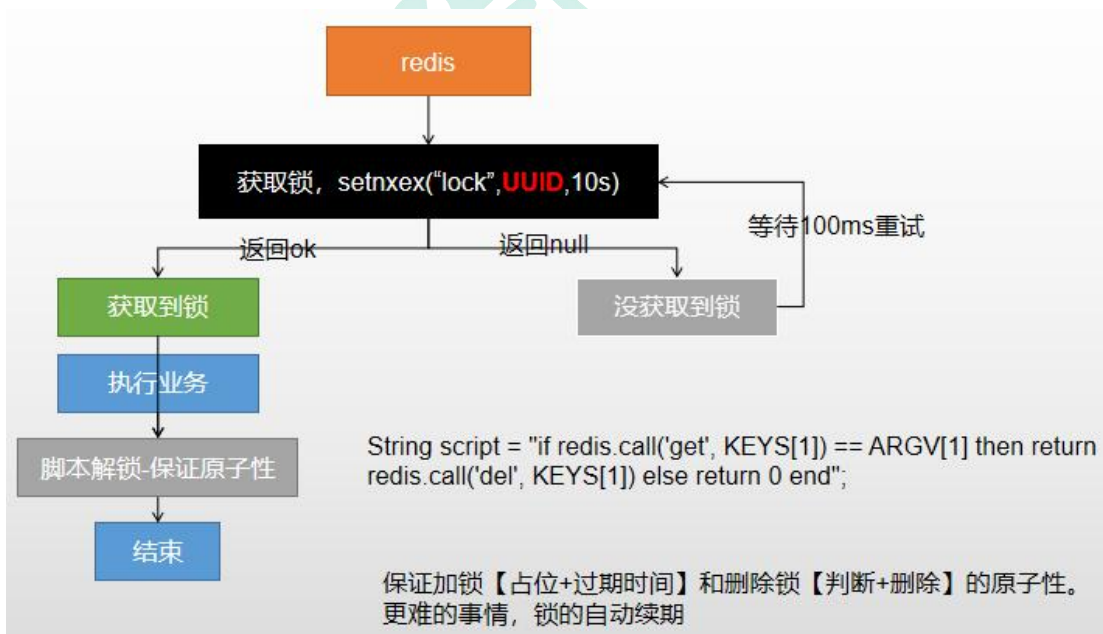 redis
获取锁，setnxex(“lock”,UUID,10s)
等待100ms重试
返回ok
返回null
获取到锁
没获取到锁
执行业务
脚本解锁-保证原子性
String script = "if redis.call('get', KEYS[1]) == ARGV[1] then return
redis.call('del', KEYS[1]) else return 0 end";
结束
保证加锁【占位+过期时间】和删除锁【判断+删除】的原子性。
更难的事情，锁的自动续期